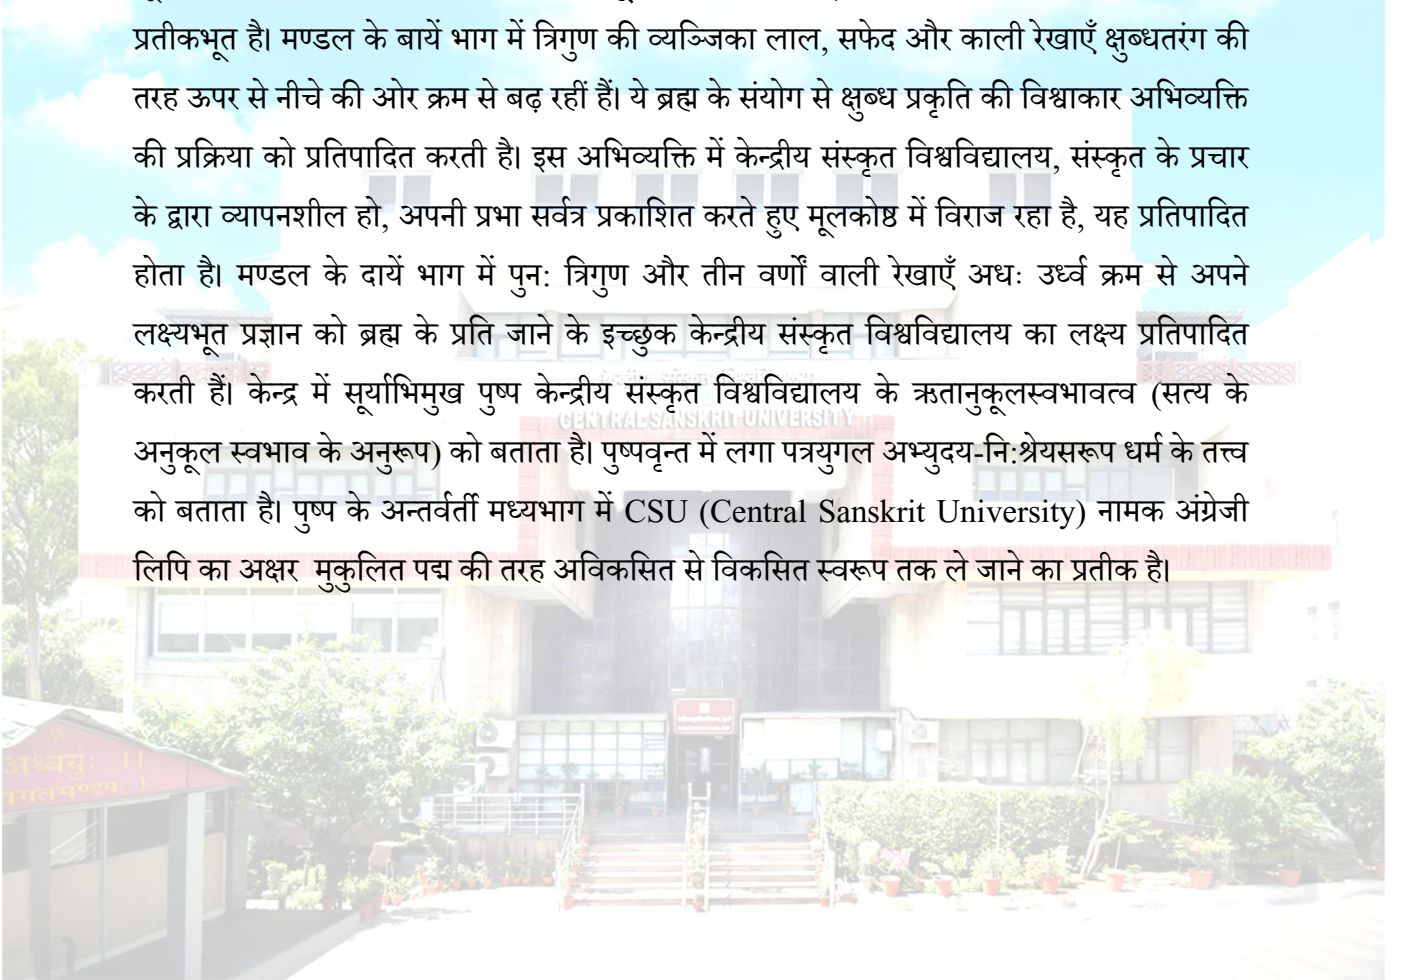 प्रतीकभूत है। मण्डल के बायें भाग में त्रिगुण की व्यञ्जिका लाल, सफेद और काली रेखाएँ क्षुब्धतरंग की
तरह ऊपर से नीचे की ओर क्रम से बढ़ रहीं हैं। ये ब्रह्म के संयोग से क्षुब्ध प्रकृति की विश्वाकार अभिव्यक्ति
की प्रक्रिया को प्रतिपादित करती है। इस अभिव्यक्ति में केन्द्रीय संस्कृत विश्वविद्यालय, संस्कृत के प्रचार
के द्वारा व्यापनशील हो, अपनी प्रभा सर्वत्र प्रकाशित करते हुए मूलकोष्ठ में विराज रहा है, यह प्रतिपादित
होता है। मण्डल के दायें भाग में पुन: त्रिगुण और तीन वर्णों वाली रेखाएँ अधः उर्ध्व क्रम से अपने
लक्ष्यभूत प्रज्ञान को ब्रह्म के प्रति जाने के इच्छुक केन्द्रीय संस्कृत विश्वविद्यालय का लक्ष्य प्रतिपादित
करती हैं। केन्द्र में सूर्याभिमुख पुष्प केन्द्रीय संस्कृत विश्वविद्यालय के ऋतानुकूलस्वभावत्व (सत्य के
CENTRAL SANSKRIT UNIVERSITY
अनुकूल स्वभाव के अनुरूप) को बताता है। पुष्पवृन्त में लगा पत्रयुगल अभ्युदय-नि:श्रेयसरूप धर्म के तत्त्व
को बताता है। पुष्प के अन्तर्वर्ती मध्यभाग में CSU (Central Sanskrit University) नामक अंग्रेजी
लिपि का अक्षर मुकुलित पद्म की तरह अविकसित से विकसित स्वरूप तक ले जाने का प्रतीक है।
ॐ
अध्वर्युः ।।